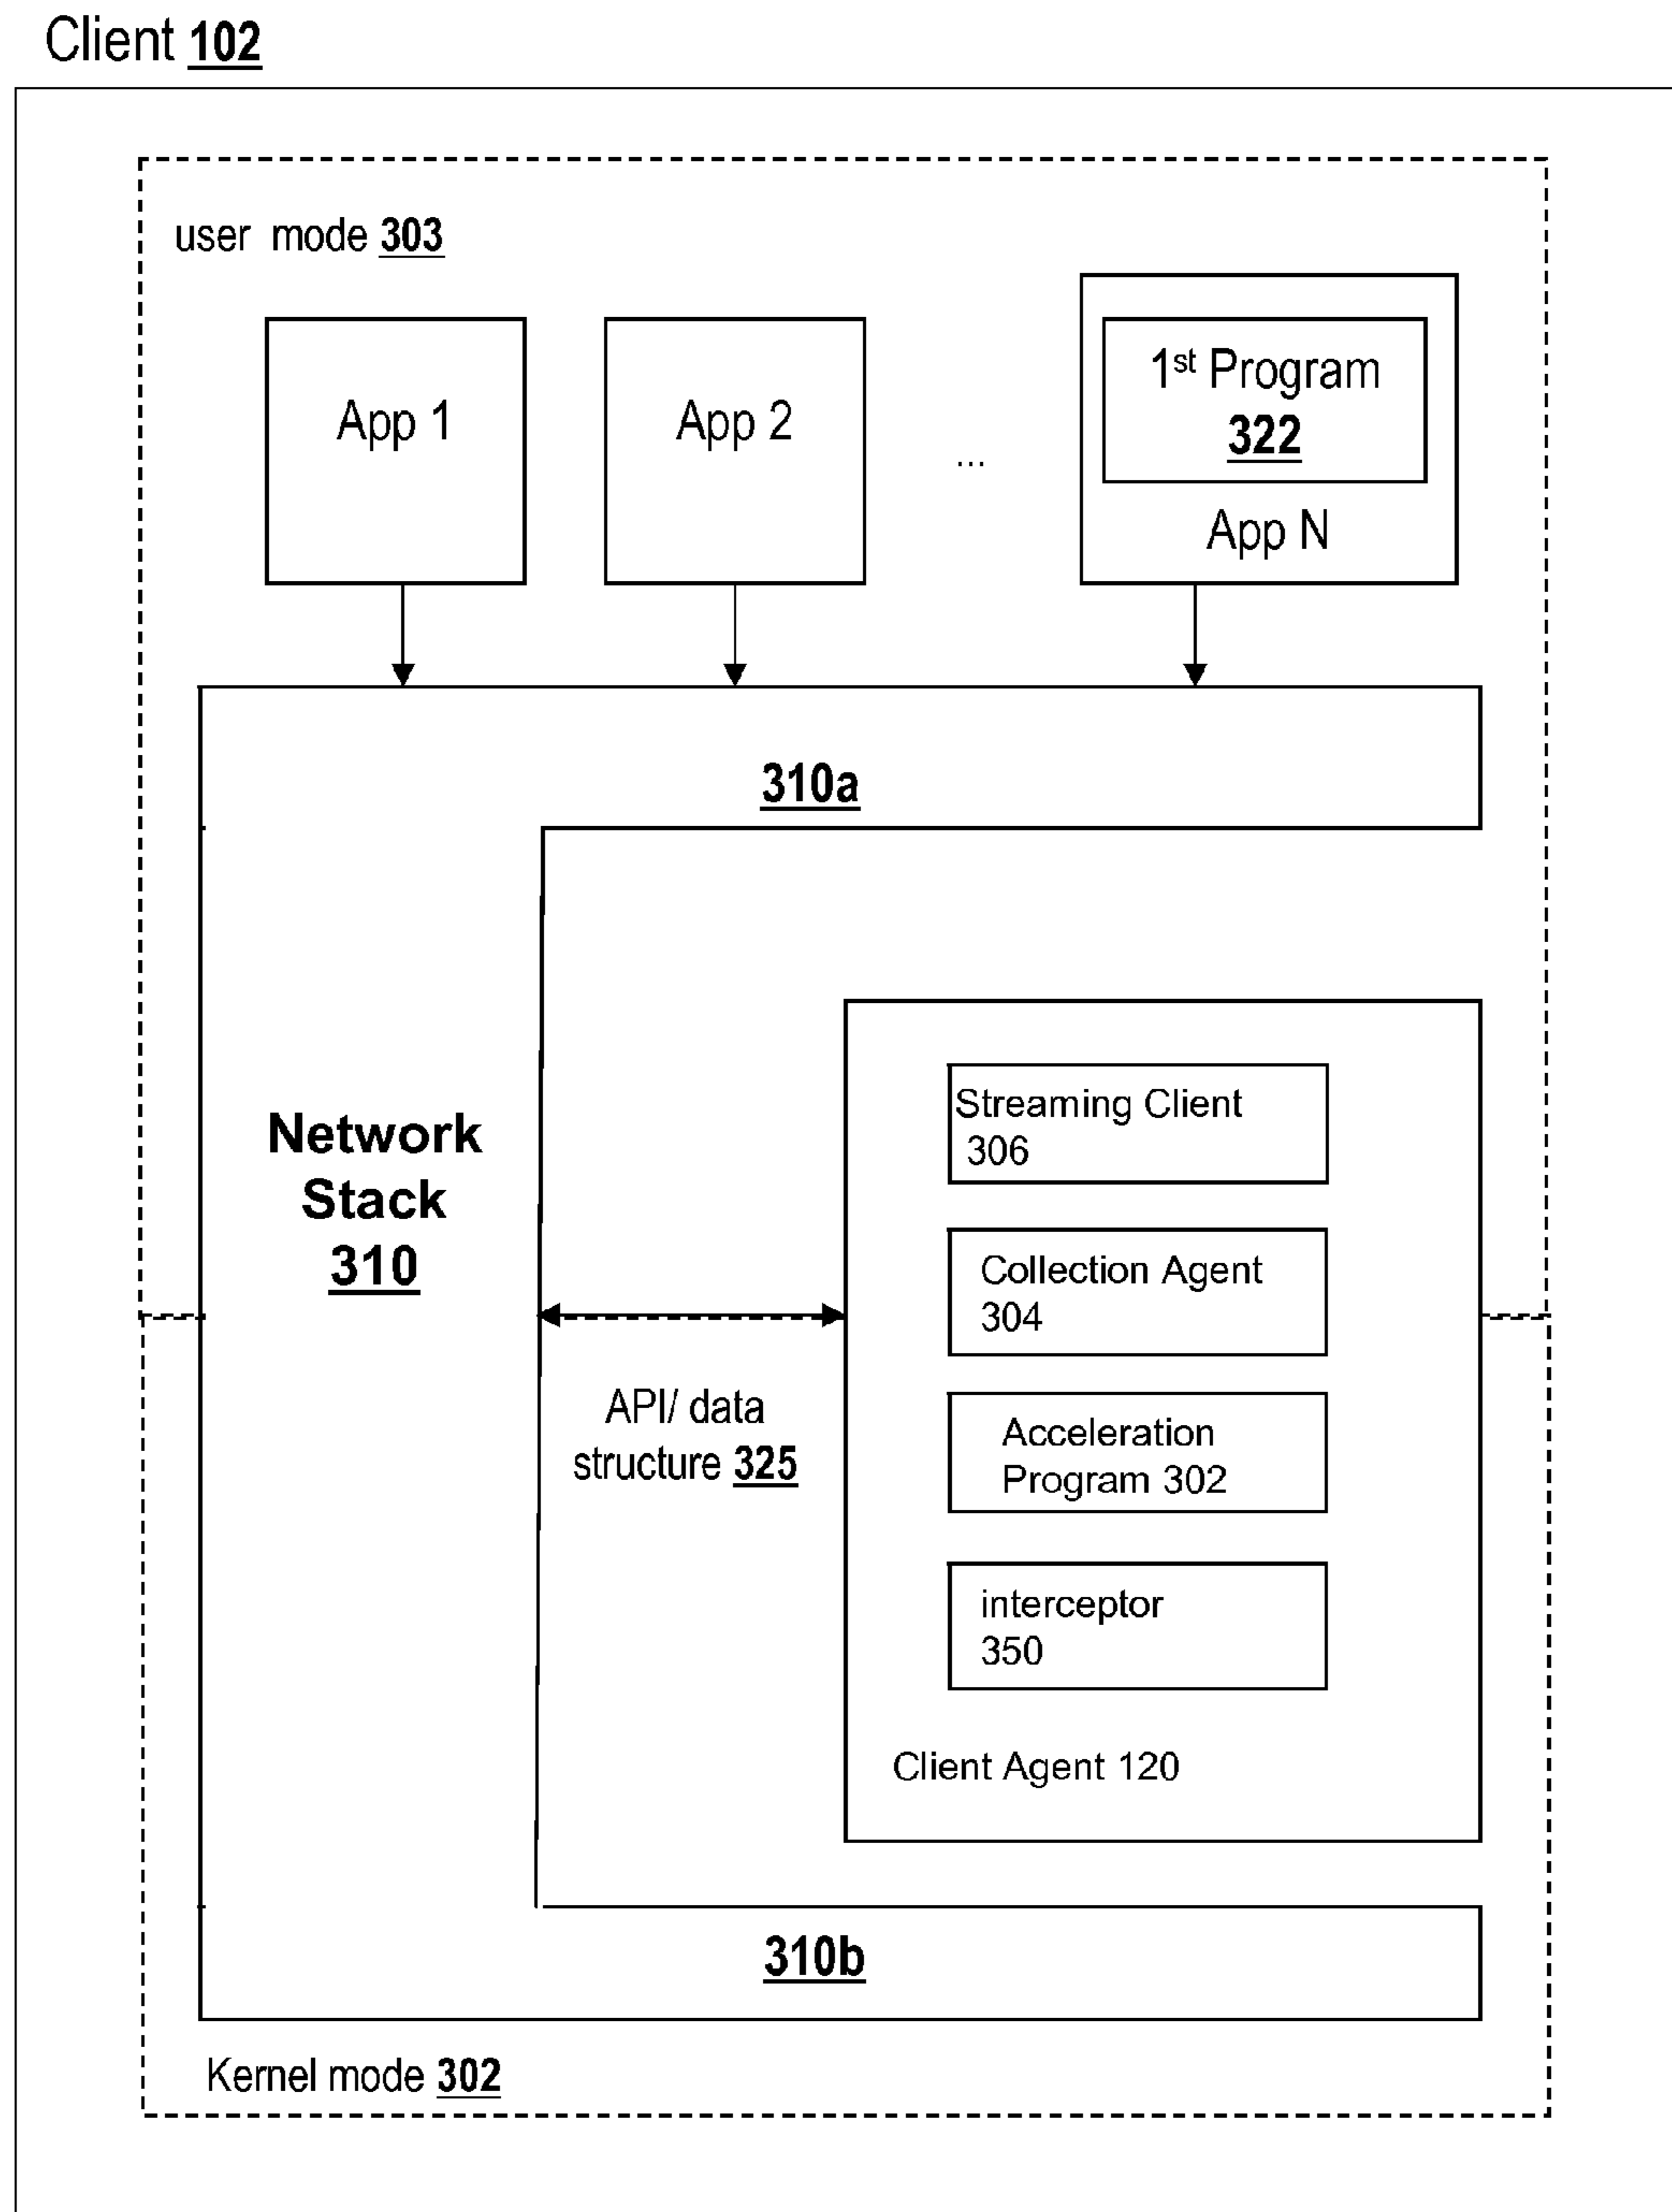 Client 102
user mode 303
App 1
App 2
...
1st Program
322
App N
310a
Network
Stack
310
Streaming Client
306
Collection Agent
304
API/ data
structure 325
Acceleration
Program 302
interceptor
350
Client Agent 120
310b
Kernel mode 302